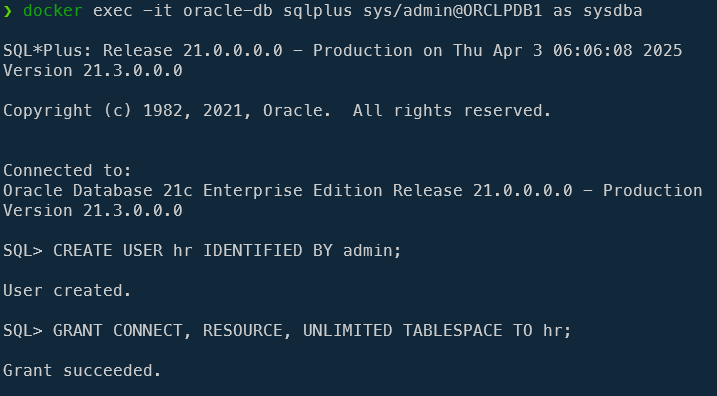 ❯ docker exec -it oracle-db sqlplus sys/admin@ORCLPDB1 as sysdba
SQL*Plus: Release 21.0.0.0.0 - Production on Thu Apr 3 06:06:08 2025
Version 21.3.0.0.0
Copyright (c) 1982, 2021, Oracle.  All rights reserved.
Connected to:
Oracle Database 21c Enterprise Edition Release 21.0.0.0.0 - Production
Version 21.3.0.0.0
SQL> CREATE USER hr IDENTIFIED BY admin;
User created.
SQL> GRANT CONNECT, RESOURCE, UNLIMITED TABLESPACE TO hr;
Grant succeeded.